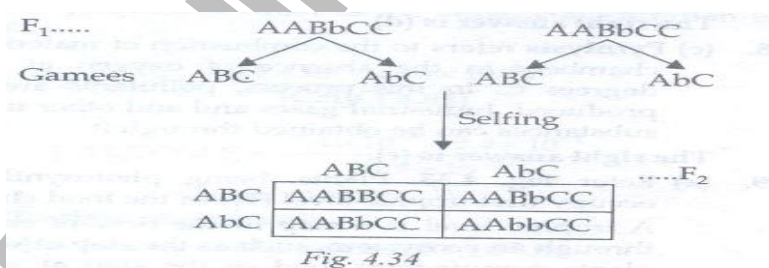 F₁..... AABbCC AABbCC
Gamees ABC AbC ABC AbC
Selfing
ABC AbC .....F₂
ABC AABBCC AABbCC
AbC AABbCC AAbbCC
Fig. 4.34